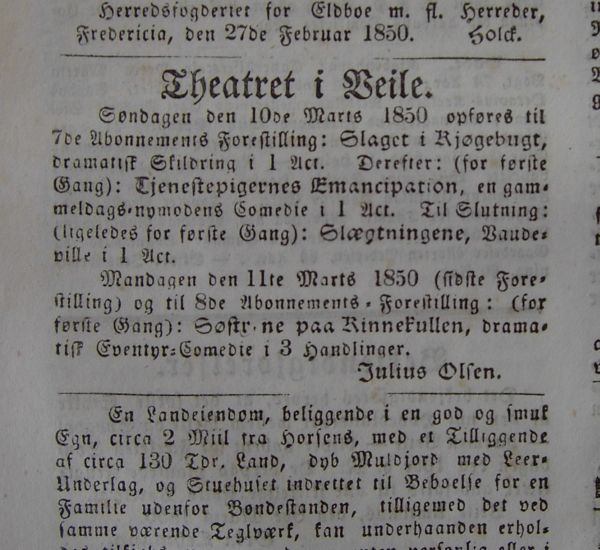 Herredsfogderiet for Eldboe m. fl. Herreder,
Fredericia, den 27de Februar 1850. Holck.
Theatret i Veile.
Søndagen den 10de Marts 1850 opføres til
7de Abonnements Forestilling: Slaget i Kjøgebugt,
dramatisk Skildring i 1 Act. Derefter: (for første
Gang): Tjenestepigernes Emancipation, en gam-
meldags-nymodens Comedie i 1 Act. Til Slutning:
(ligeledes for første Gang): Slægtningene, Vaude-
ville i 1 Act.
Mandagen den 11te Marts 1850 (sidste Fore-
stilling) og til 8de Abonnements-Forestilling: (for
første Gang): Søstrene paa Kinnekullen, drama-
tisk Eventyr-Comedie i 3 Handlinger.
Julius Olsen.
En Landeiendom, beliggende i en god og smuk
Egn, circa 2 Miil fra Horsens, med et Tilliggende
af circa 130 Tdr. Land, dyb Muldjord med Leer-
Underlag, og Stuehuset indrettet til Beboelse for en
Familie udenfor Bondestanden, tilligemed det ved
samme værende Teglværk, kan underhaanden erhol-